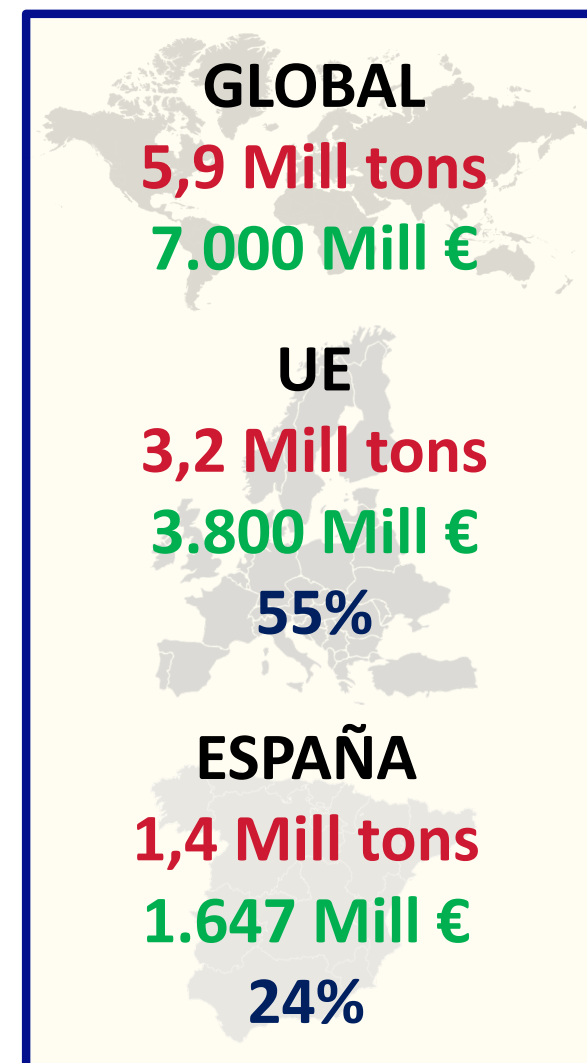 GLOBAL
5,9 Mill tons
7.000 Mill €
UE
3,2 Mill tons
3.800 Mill €
55%
ESPAÑA
1,4 Mill tons
1.647 Mill €
24%